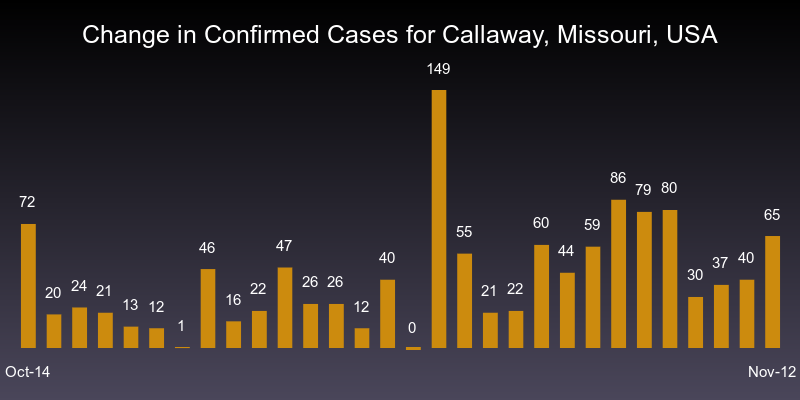 Change in Confirmed Cases for Callaway, Missouri, USA
72 20 24 21 13 12 1 46 16 22 47 26 26 12 40 0 149 55 21 22 60 44 59 86 79 80 30 37 40 65
Oct-14 Nov-12